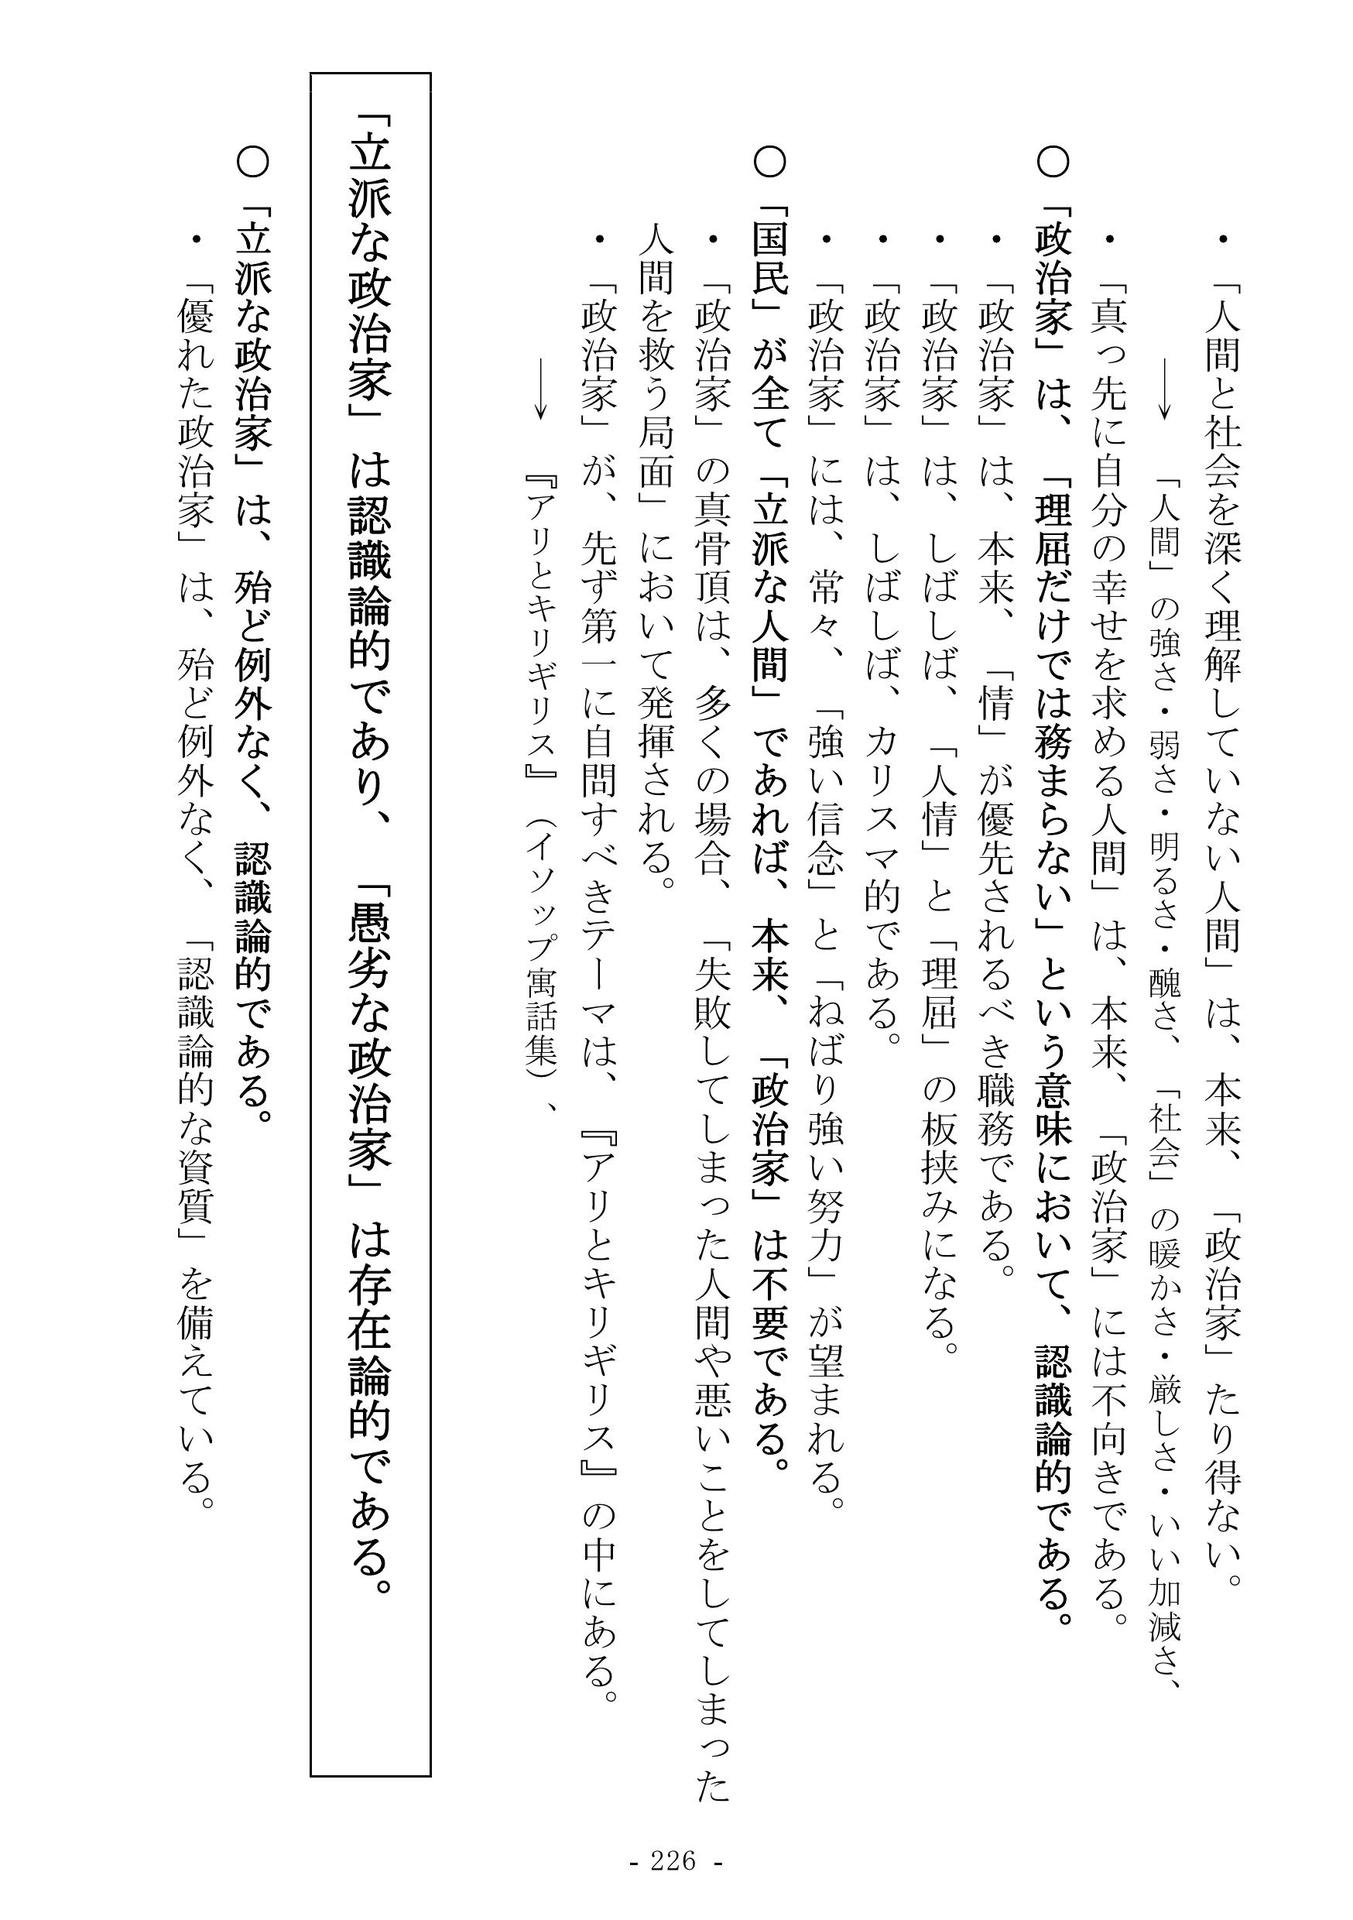 ・「人間と社会を深く理解していない人間」は、本来、「政治家」たり得ない。
→ 「人間」の強さ・弱さ・明るさ・醜さ、「社会」の暖かさ・厳しさ・いい加減さ、
・「真っ先に自分の幸せを求める人間」は、本来、「政治家」には不向きである。
○「政治家」は、「理屈だけでは務まらない」という意味において、認識論的である。
・「政治家」は、本来、「情」が優先されるべき職務である。
・「政治家」は、しばしば、「人情」と「理屈」の板挟みになる。
・「政治家」は、しばしば、カリスマ的である。
・「政治家」には、常々、「強い信念」と「ねばり強い努力」が望まれる。
○「国民」が全て「立派な人間」であれば、本来、「政治家」は不要である。
・「政治家」の真骨頂は、多くの場合、「失敗してしまった人間や悪いことをしてしまった
人間を救う局面」において発揮される。
・「政治家」が、先ず第一に自問すべきテーマは、『アリとキリギリス』の中にある。
→ 『アリとキリギリス』（イソップ寓話集）、
「立派な政治家」は認識論的であり、「愚劣な政治家」は存在論的である。
○「立派な政治家」は、殆ど例外なく、認識論的である。
・「優れた政治家」は、殆ど例外なく、「認識論的な資質」を備えている。
- 226 -